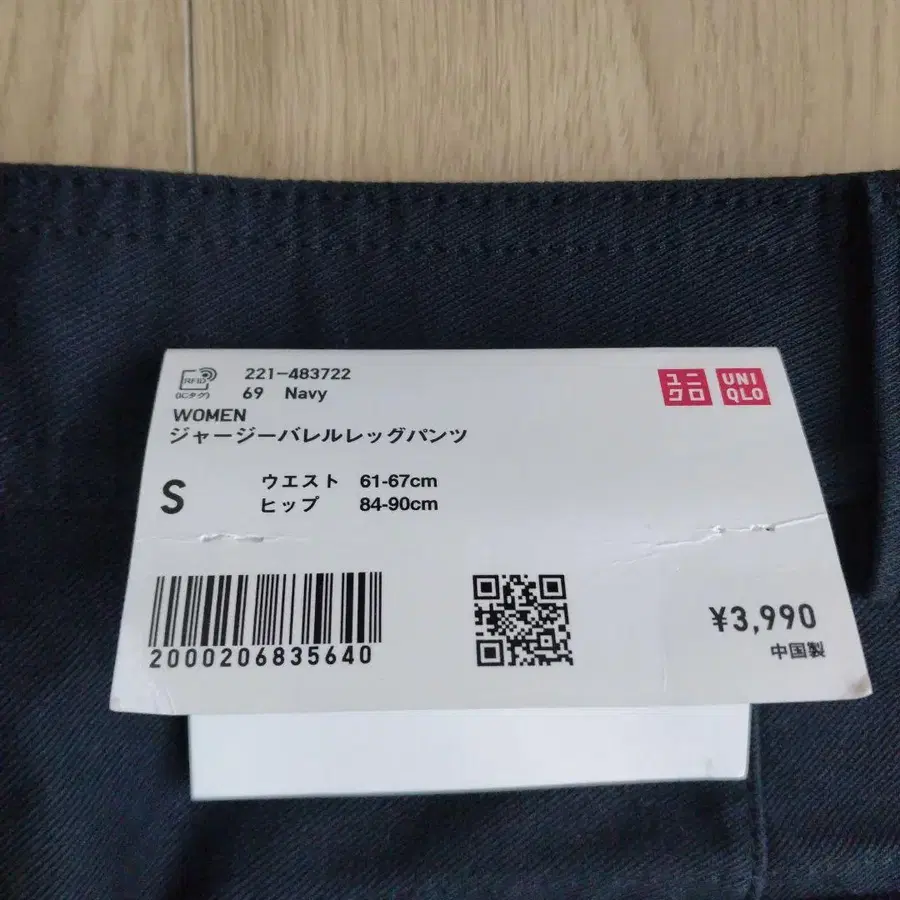 RFID
(ICタグ)
221-483722
69 Navy
WOMEN
ジャージーバレルレッグパンツ
ユニ
クロ
UNI
QLO
S
ウエスト 61-67cm
ヒップ 84-90cm
2000206835640
¥3,990
中国製